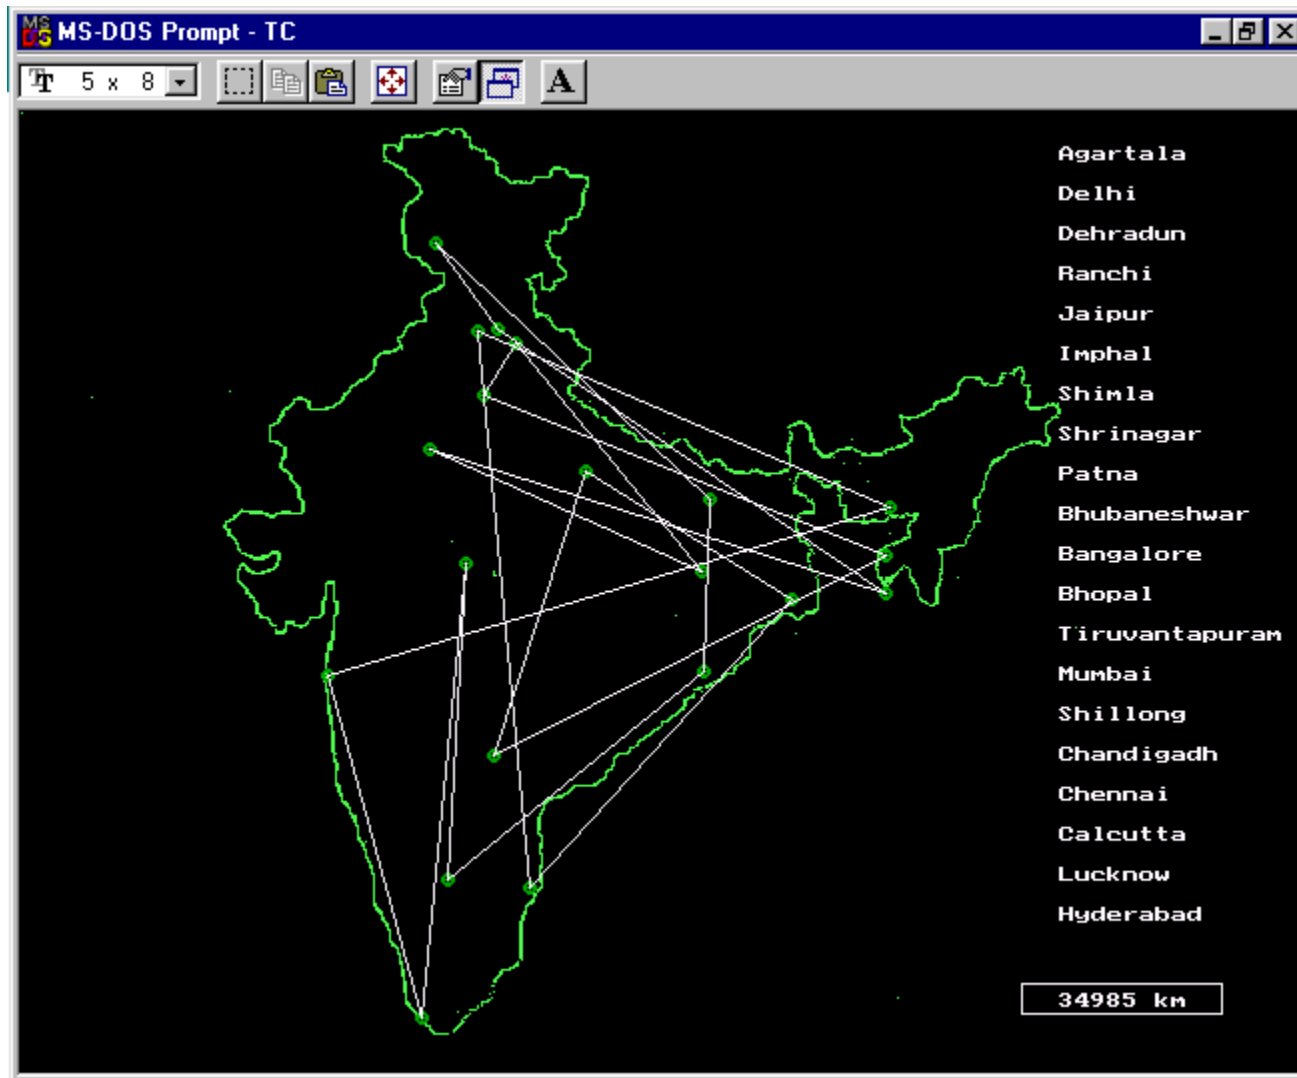 MS-DOS Prompt - TC
5 x 8
A
Agartala
Delhi
Dehradun
Ranchi
Jaipur
Imphal
Shimla
Shrinagar
Patna
Bhubaneshwar
Bangalore
Bhopal
Tiruvantapuram
Mumbai
Shillong
Chandigadh
Chennai
Calcutta
Lucknow
Hyderabad
34985 km